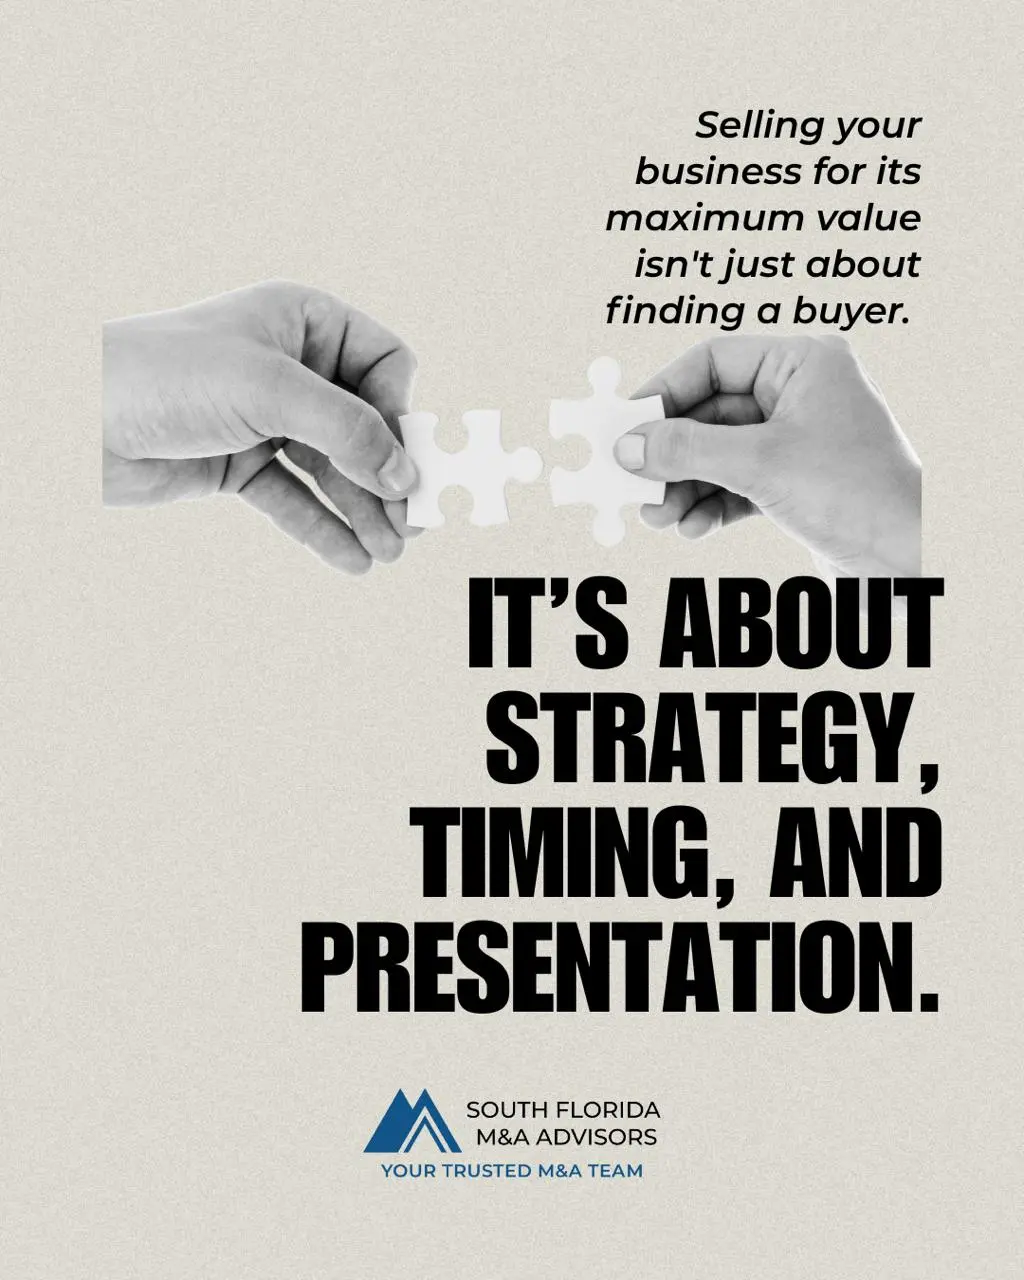 Selling your
business for its
maximum value
isn't just about
finding a buyer.
IT’S ABOUT
STRATEGY,
TIMING, AND
PRESENTATION.
SOUTH FLORIDA
M&A ADVISORS
YOUR TRUSTED M&A TEAM